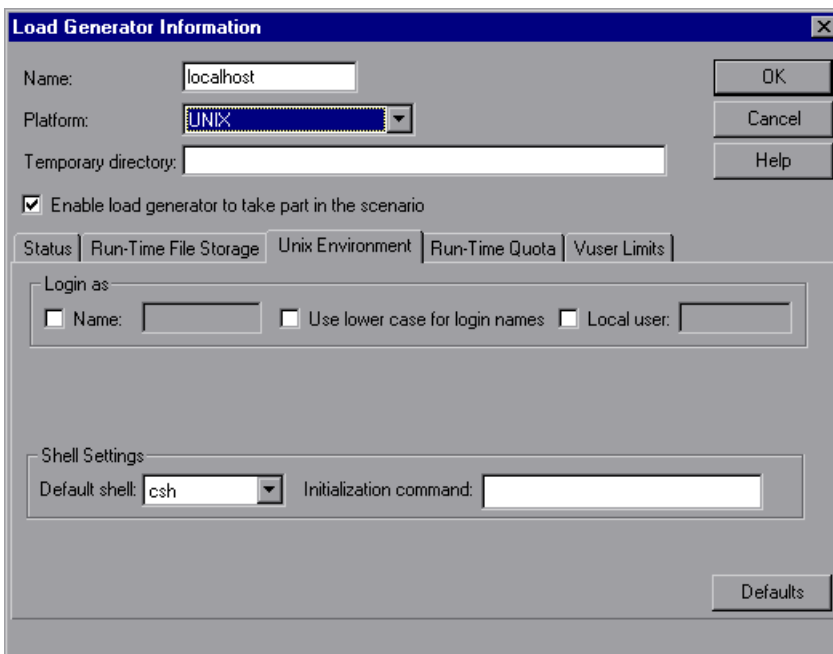 Load Generator Information
Name: localhost OK
Platform: UNIX Cancel
Temporary directory: Help
Enable load generator to take part in the scenario
Status Run-Time File Storage Unix Environment Run-Time Quota Vuser Limits
Login as
Name: Use lower case for login names Local user:
Shell Settings
Default shell: csh Initialization command:
Defaults